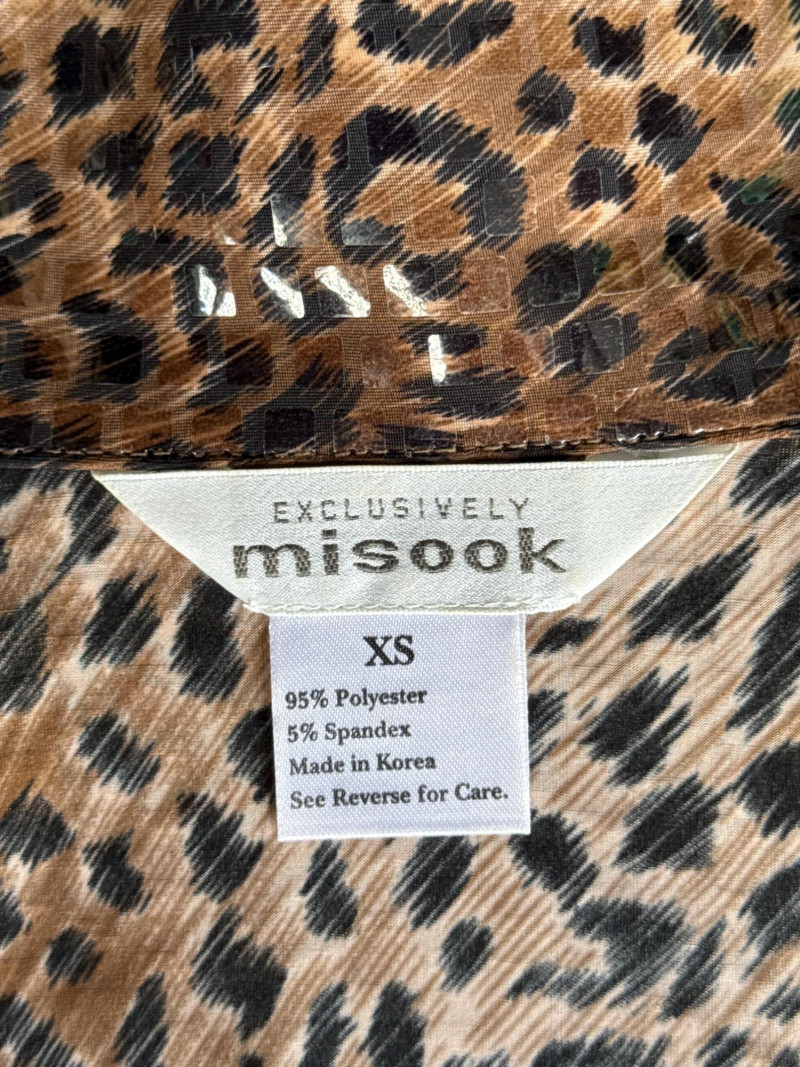 EXCLUSIVELY
misook
XS
95% Polyester
5% Spandex
Made in Korea
See Reverse for Care.